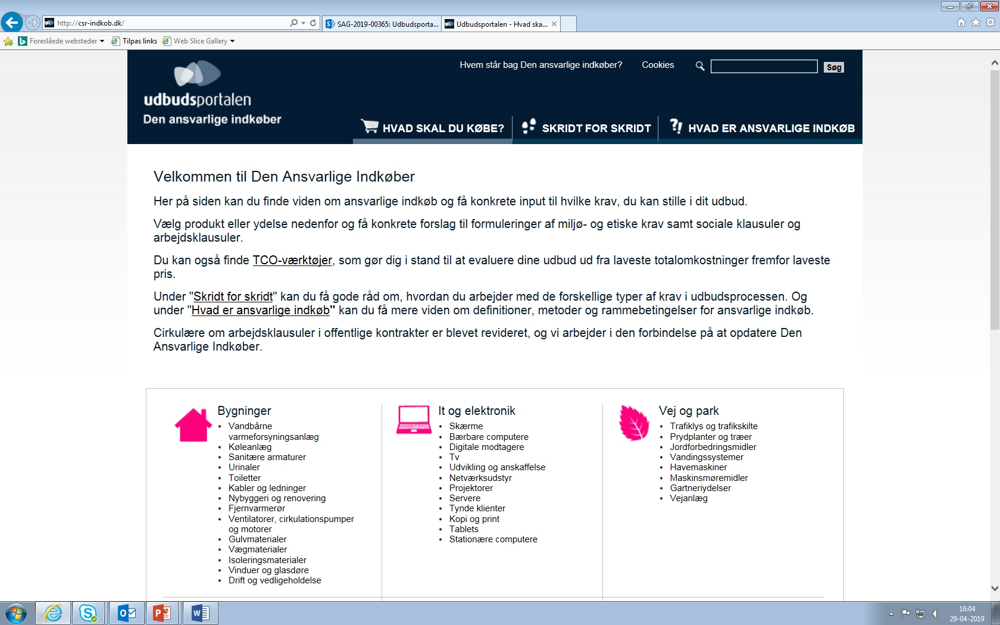 http://csr-indkob.dk/
SAG-2019-00365: Udbudsporta...
Udbudsportalen - Hvad ska...
Foreslåede websteder
Tilpas links
Web Slice Gallery
Hvem står bag Den ansvarlige indkøber?
Cookies
Søg
udbudsportalen
Den ansvarlige indkøber
HVAD SKAL DU KØBE?
SKRIDT FOR SKRIDT
HVAD ER ANSVARLIGE INDKØB
Velkommen til Den Ansvarlige Indkøber
Her på siden kan du finde viden om ansvarlige indkøb og få konkrete input til hvilke krav, du kan stille i dit udbud.
Vælg produkt eller ydelse nedenfor og få konkrete forslag til formuleringer af miljø- og etiske krav samt sociale klausuler og
arbejdsklausuler.
Du kan også finde TCO-værktøjer, som gør dig i stand til at evaluere dine udbud ud fra laveste totalomkostninger fremfor laveste
pris.
Under "Skridt for skridt" kan du få gode råd om, hvordan du arbejder med de forskellige typer af krav i udbudsprocessen. Og
under "Hvad er ansvarlige indkøb" kan du få mere viden om definitioner, metoder og rammebetingelser for ansvarlige indkøb.
Cirkulære om arbejdsklausuler i offentlige kontrakter er blevet revideret, og vi arbejder i den forbindelse på at opdatere Den
Ansvarlige Indkøber.
Bygninger
• Vandbårne
varmeforsyningsanlæg
• Køleanlæg
• Sanitære armaturer
• Urinaler
• Toiletter
• Kabler og ledninger
• Nybyggeri og renovering
• Fjernvarmerør
• Ventilatorer, cirkulationspumper
og motorer
• Gulvmaterialer
• Vægmaterialer
• Isoleringsmaterialer
• Vinduer og glasdøre
• Drift og vedligeholdelse
It og elektronik
• Skærme
• Bærbare computere
• Digitale modtagere
• Tv
• Udvikling og anskaffelse
• Netværksudstyr
• Projektorer
• Servere
• Tynde klienter
• Kopi og print
• Tablets
• Stationære computere
Vej og park
• Trafiklys og trafikskilte
• Prydplanter og træer
• Jordforbedringsmidler
• Vandingssystemer
• Havemaskiner
• Maskinsmøremidler
• Gartneriydelser
• Vejanlæg
16:04
29-04-2019